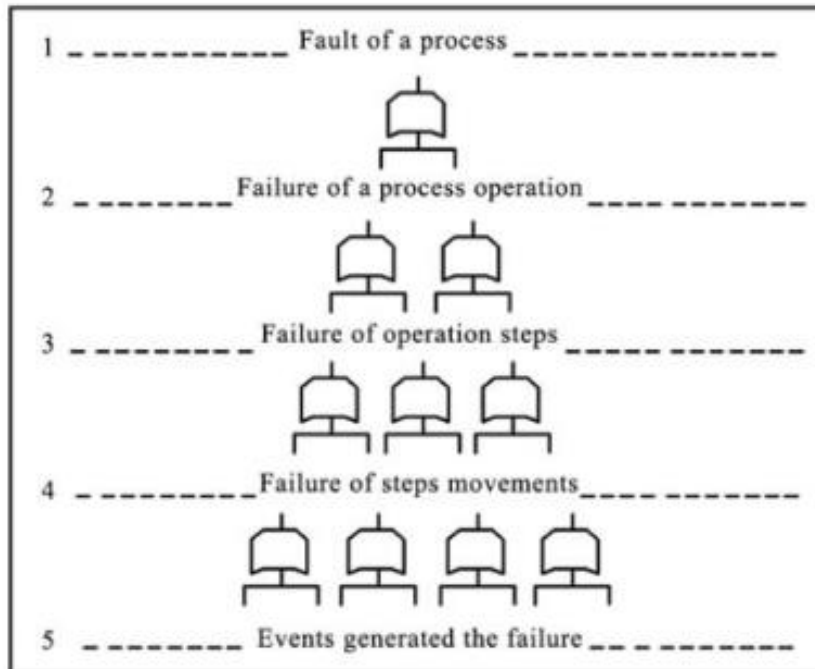 1 Fault of a process
2 Failure of a process operation
3 Failure of operation steps
4 Failure of steps movements
5 Events generated the failure